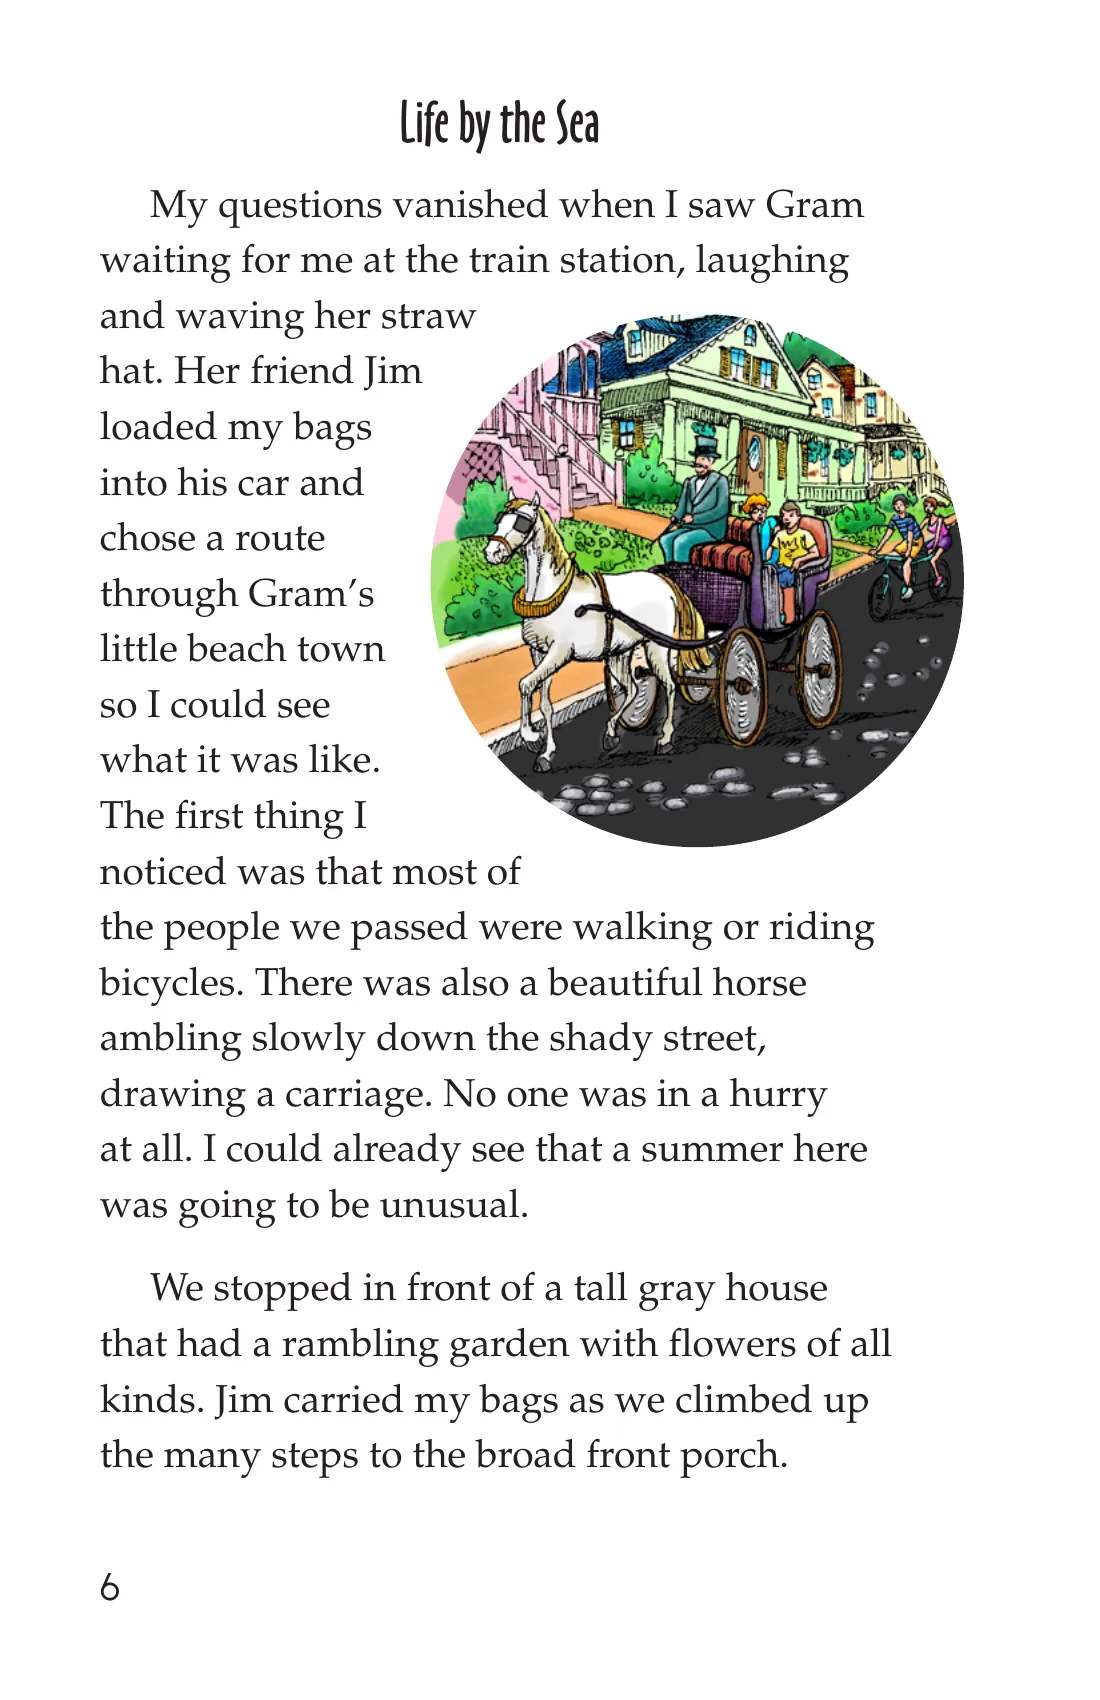 Life by the Sea
My questions vanished when I saw Gram
waiting for me at the train station, laughing
and waving her straw
hat. Her friend Jim
loaded my bags
into his car and
chose a route
through Gram’s
little beach town
so I could see
what it was like.
The first thing I
noticed was that most of
the people we passed were walking or riding
bicycles. There was also a beautiful horse
ambling slowly down the shady street,
drawing a carriage. No one was in a hurry
at all. I could already see that a summer here
was going to be unusual.
We stopped in front of a tall gray house
that had a rambling garden with flowers of all
kinds. Jim carried my bags as we climbed up
the many steps to the broad front porch.
6